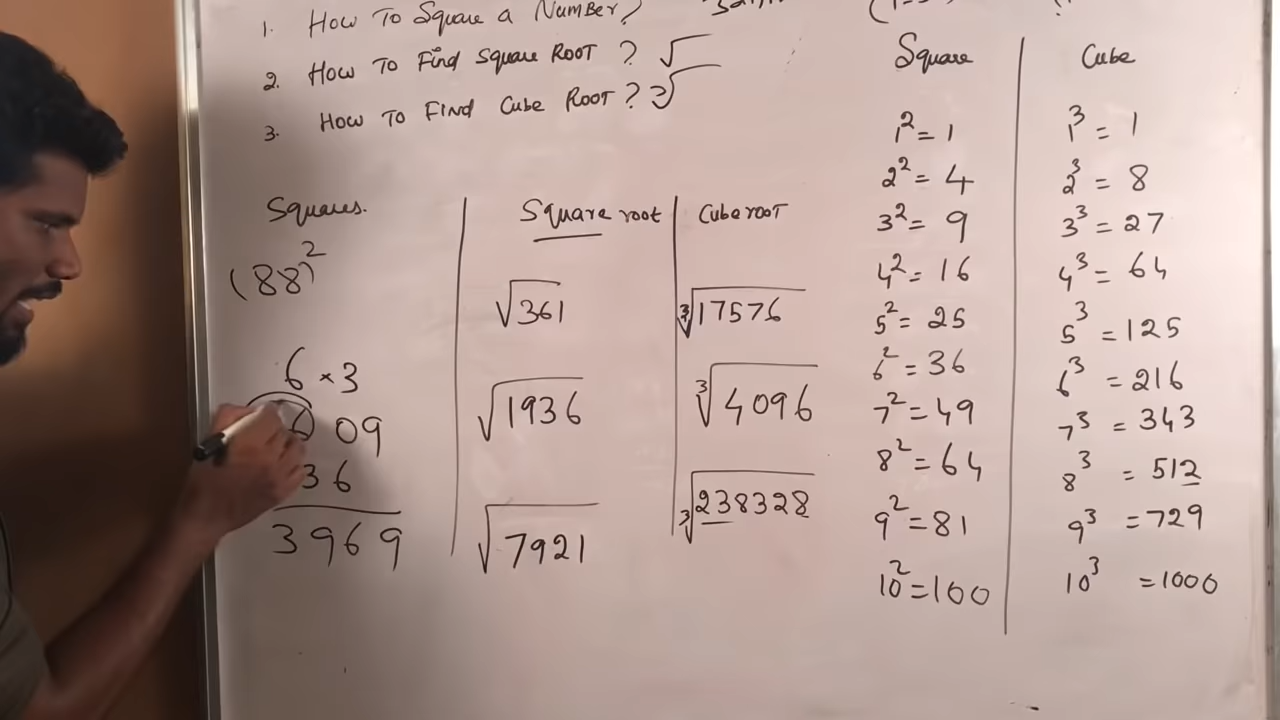 1. How To Square a Number?
2. How To Find Square Root ? √
3. How To Find Cube Root ? ∛
Squares.
(88)²
6 × 3
6 09
36
3969
Square root
√361
√1936
√7921
Cube root
∛17576
∛4096
∛238328
Square
1² = 1
2² = 4
3² = 9
4² = 16
5² = 25
6² = 36
7² = 49
8² = 64
9² = 81
10² = 100
Cube
1³ = 1
2³ = 8
3³ = 27
4³ = 64
5³ = 125
6³ = 216
7³ = 343
8³ = 512
9³ = 729
10³ = 1000